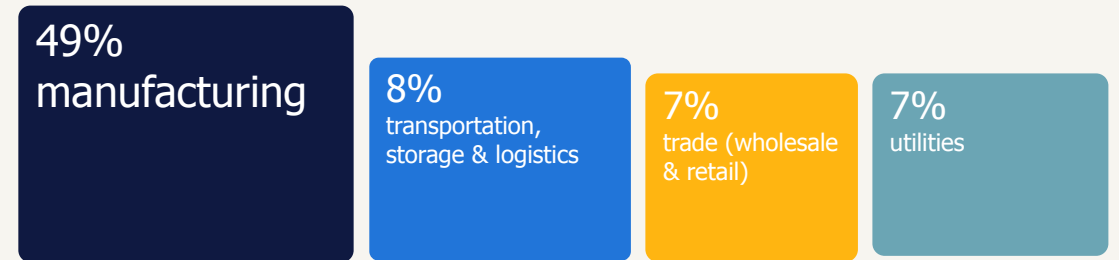 49%
manufacturing
8%
transportation,
storage & logistics
7%
trade (wholesale
& retail)
7%
utilities